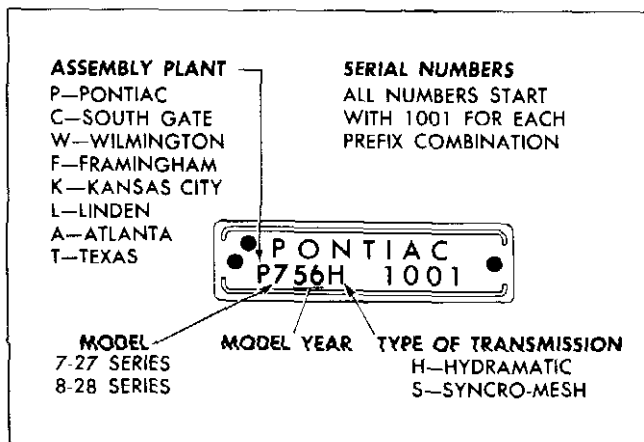 ASSEMBLY PLANT
P—PONTIAC
C—SOUTH GATE
W—WILMINGTON
F—FRAMINGHAM
K—KANSAS CITY
L—LINDEN
A—ATLANTA
T—TEXAS
SERIAL NUMBERS
ALL NUMBERS START
WITH 1001 FOR EACH
PREFIX COMBINATION
PONTIAC
P756H 1001
MODEL
7-27 SERIES
8-28 SERIES
MODEL YEAR
TYPE OF TRANSMISSION
H—HYDRAMATIC
S—SYNCRO-MESH